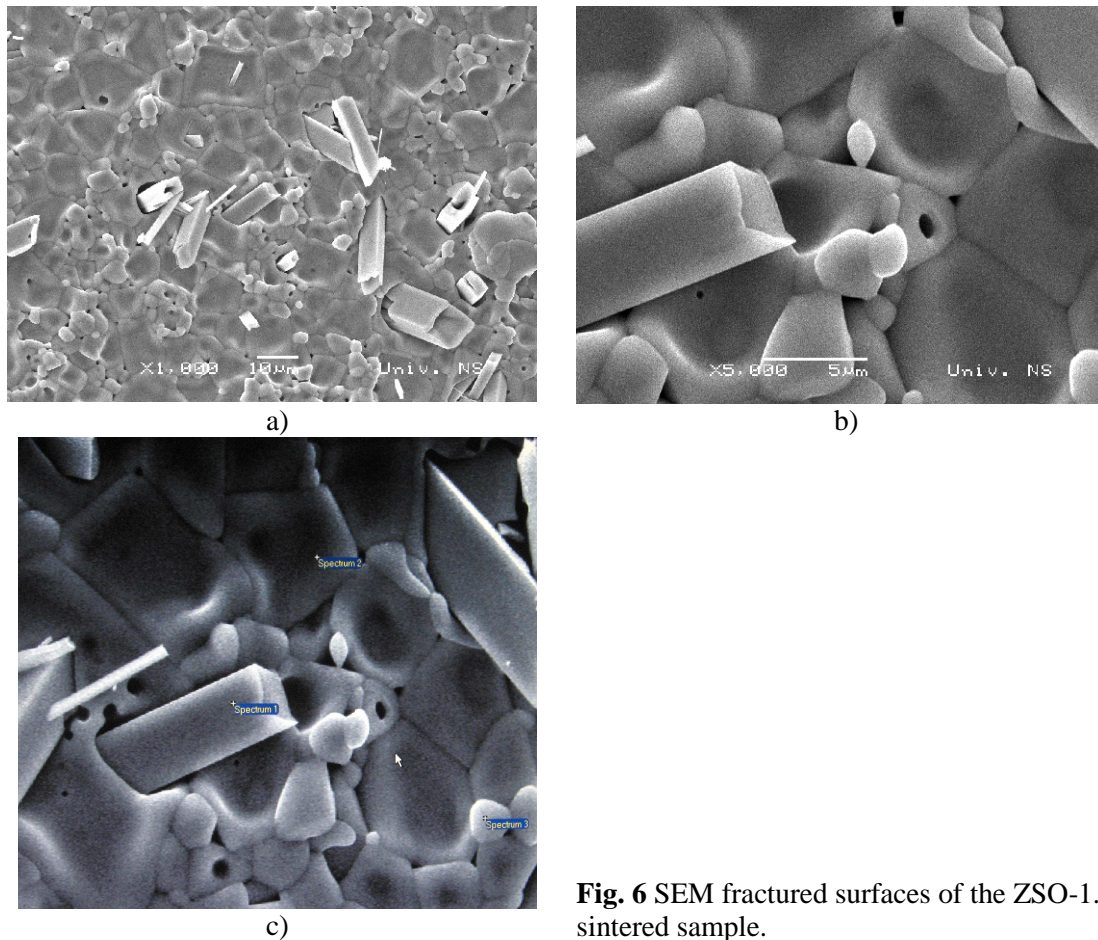 X1,000 10µm Univ. NS
a)
X5,000 5µm Univ. NS
b)
Spectrum 2
Spectrum 1
Spectrum 3
c)
Fig. 6 SEM fractured surfaces of the ZSO-1.
sintered sample.